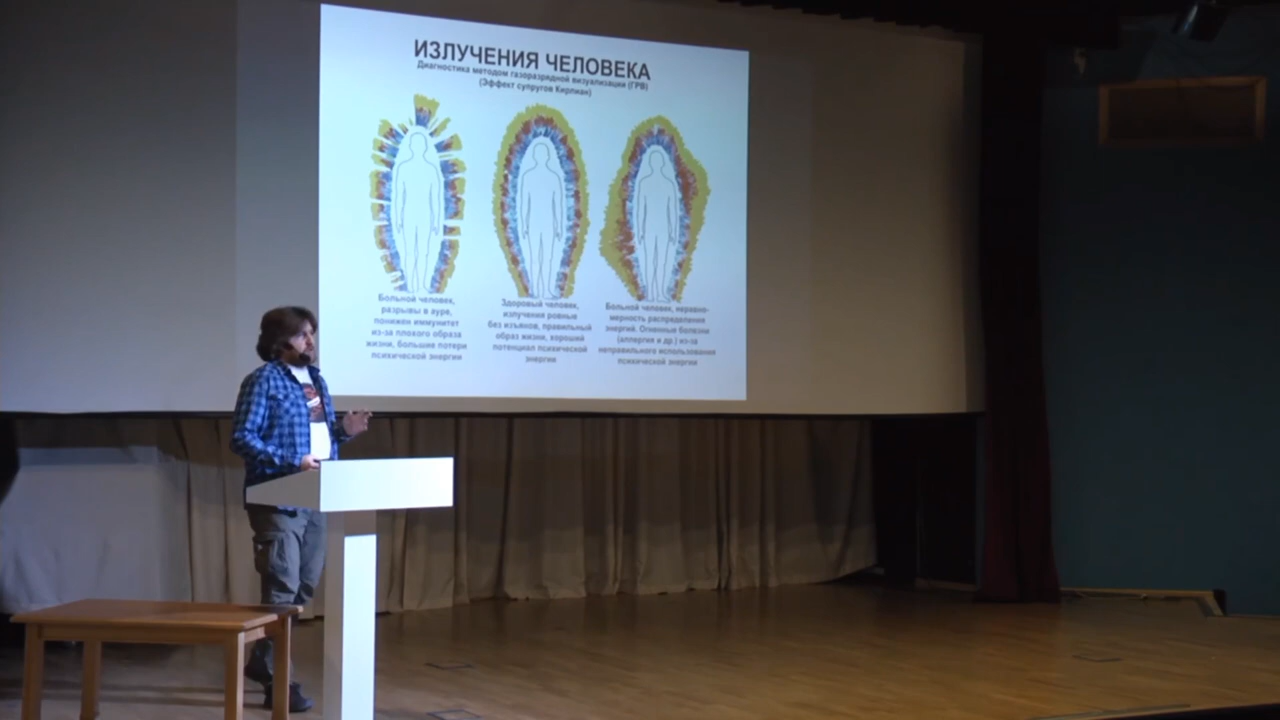 ИЗЛУЧЕНИЯ ЧЕЛОВЕКА
Диагностика методом газоразрядной визуализации (ГРВ)
(Эффект супругов Кирлиан)
Больной человек,
разрывы в ауре,
понижен иммунитет
из-за плохого образа
жизни, большие потери
психической энергии
Здоровый человек,
излучения ровные
без изъянов, правильный
образ жизни, хороший
потенциал психической
энергии
Больной человек, неравно-
мерность распределения
энергий. Огненные болезни
(аллергия и др.) из-за
неправильного использования
психической энергии